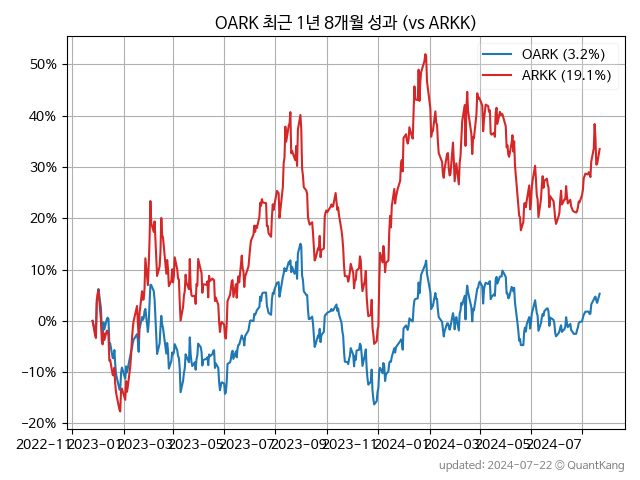 OARK 최근 1년 8개월 성과 (vs ARKK)
OARK (3.2%)
ARKK (19.1%)
50%
40%
30%
20%
10%
0%
−10%
−20%
2022-11 2023-01 2023-03 2023-05 2023-07 2023-09 2023-11 2024-01 2024-03 2024-05 2024-07
updated: 2024-07-22 © QuantKang